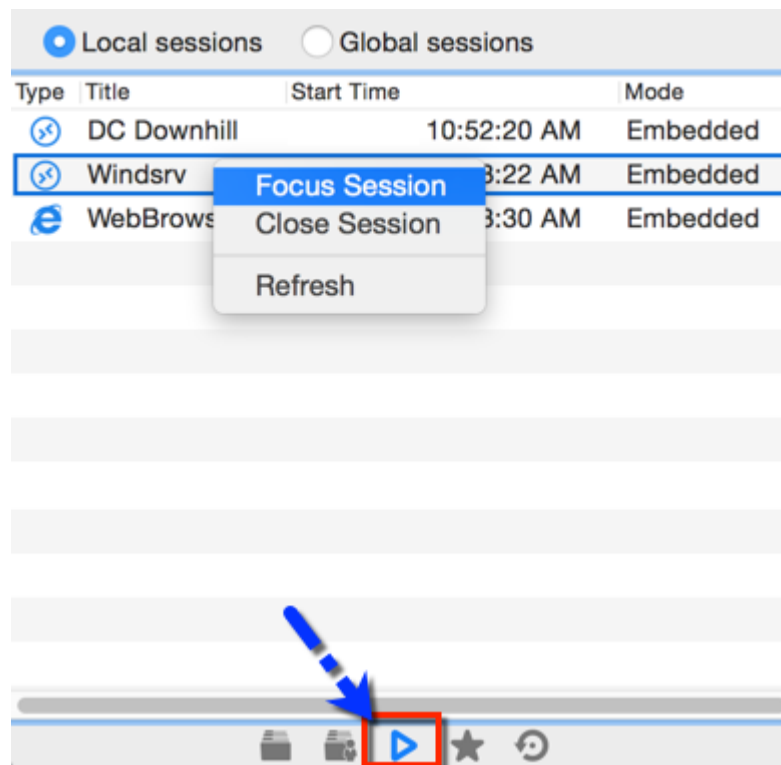 Local sessions Global sessions
Type Title Start Time Mode
DC Downhill 10:52:20 AM Embedded
Windsrv 3:22 AM Embedded
Focus Session
WebBrows 3:30 AM Embedded
Close Session
Refresh